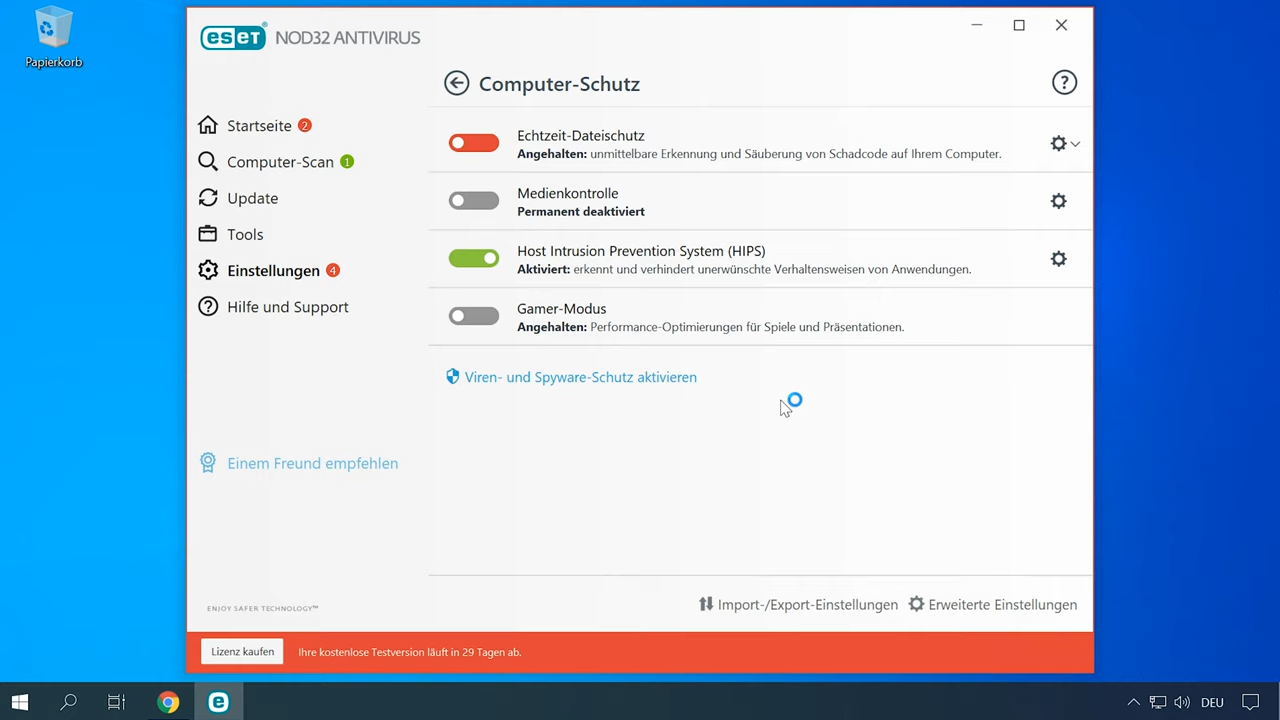 Papierkorb
eset NOD32 ANTIVIRUS
Computer-Schutz
?
Startseite 2
Computer-Scan 1
Update
Tools
Einstellungen 4
Hilfe und Support
Einem Freund empfehlen
Echtzeit-Dateischutz
Angehalten: unmittelbare Erkennung und Säuberung von Schadcode auf Ihrem Computer.
Medienkontrolle
Permanent deaktiviert
Host Intrusion Prevention System (HIPS)
Aktiviert: erkennt und verhindert unerwünschte Verhaltensweisen von Anwendungen.
Gamer-Modus
Angehalten: Performance-Optimierungen für Spiele und Präsentationen.
Viren- und Spyware-Schutz aktivieren
ENJOY SAFER TECHNOLOGY™
Import-/Export-Einstellungen
Erweiterte Einstellungen
Lizenz kaufen
Ihre kostenlose Testversion läuft in 29 Tagen ab.
e
DEU